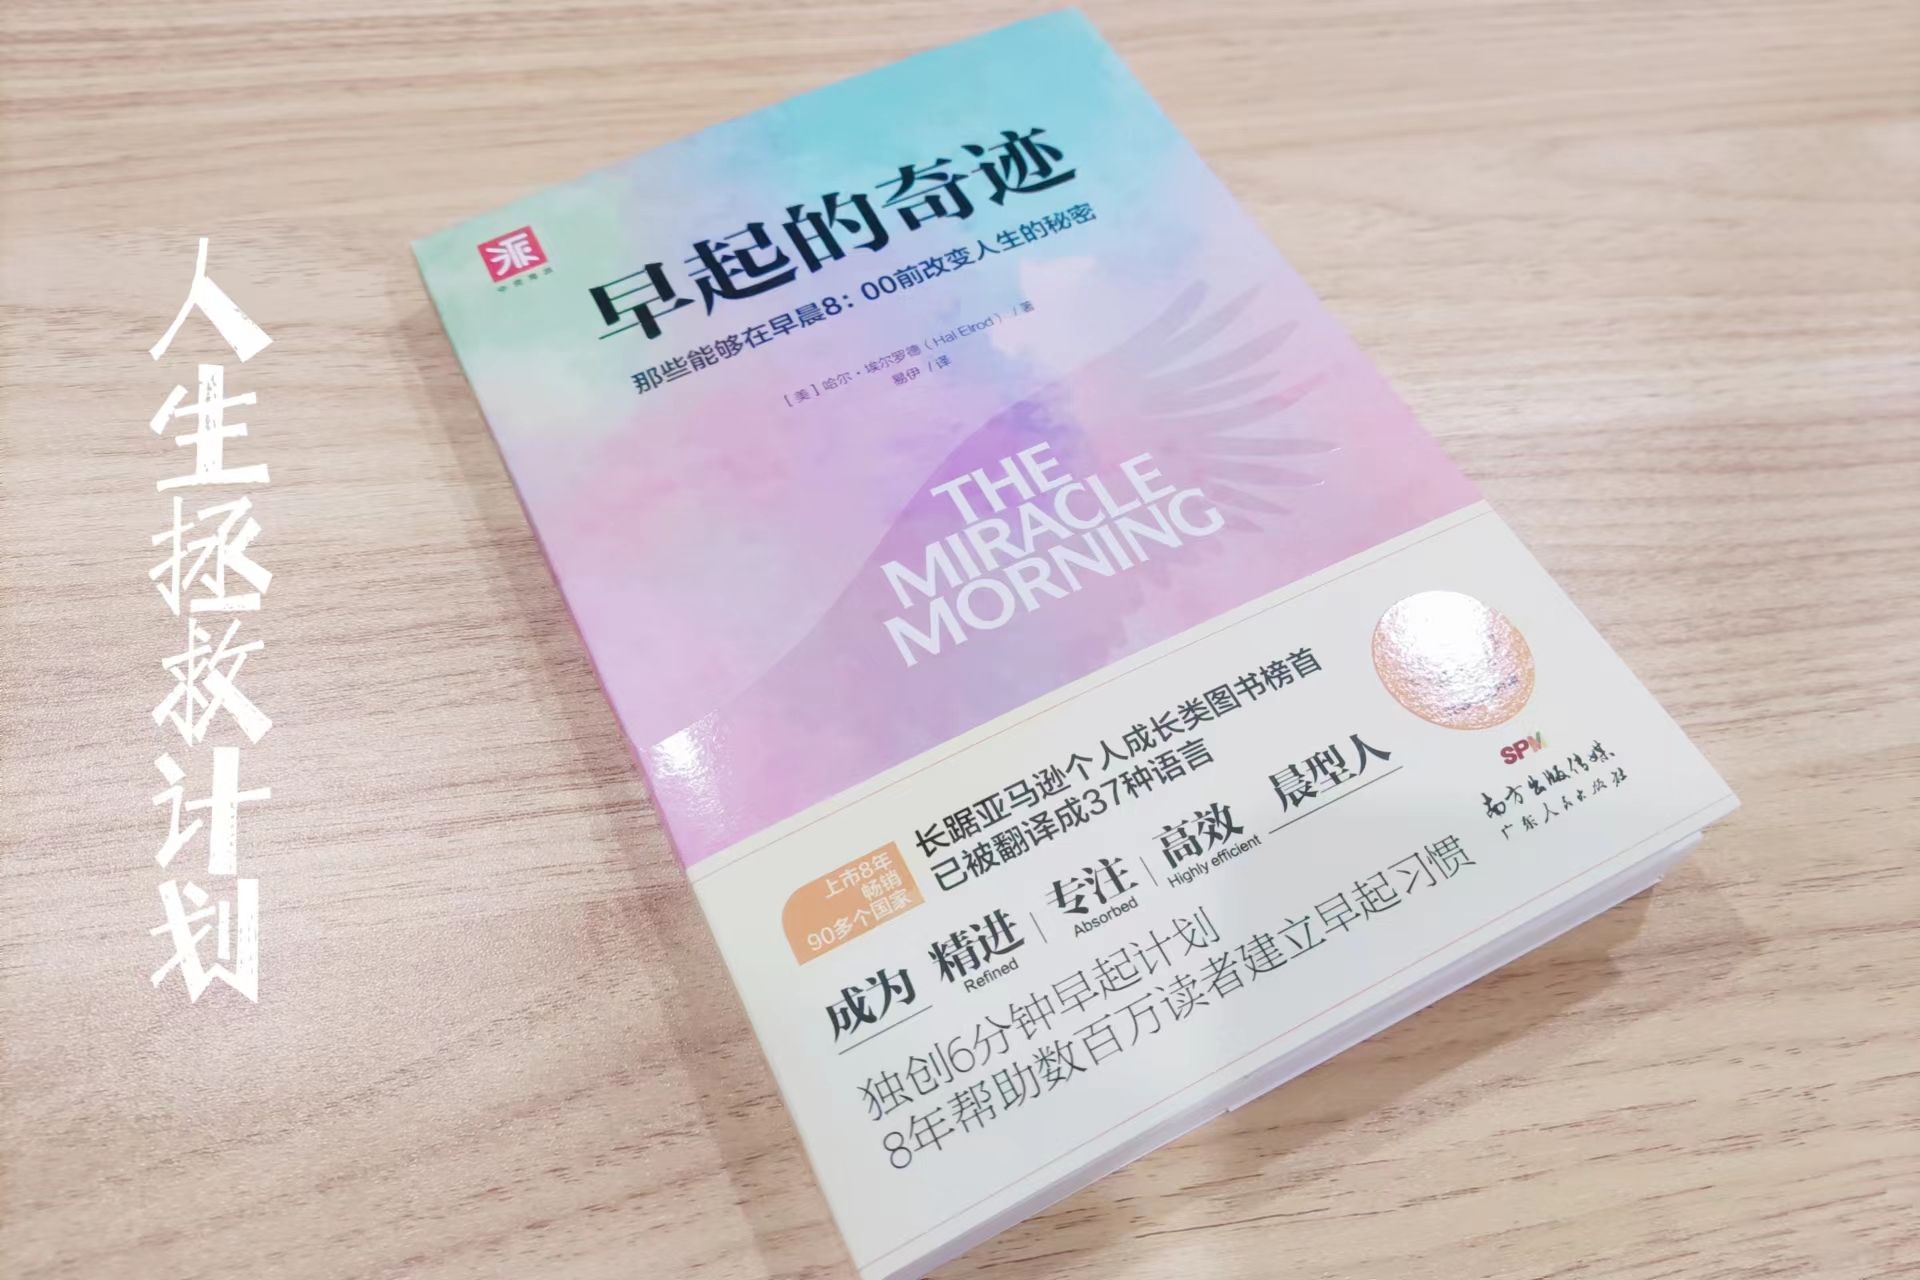 人生拯救计划
派
早起的奇迹
那些能够在早晨8：00前改变人生的秘密
[美] 哈尔·埃尔罗德（Hal Elrod） / 著
易伊 / 译
THE
MIRACLE
MORNING
长踞亚马逊个人成长类图书榜首
已被翻译成37种语言
上市8年
畅销
90多个国家
成为 精进 | 专注 | 高效 晨型人
Refined Absorbed Highly efficient
独创6分钟早起计划
8年帮助数百万读者建立早起习惯
SPM
南方出版传媒
广东人民出版社